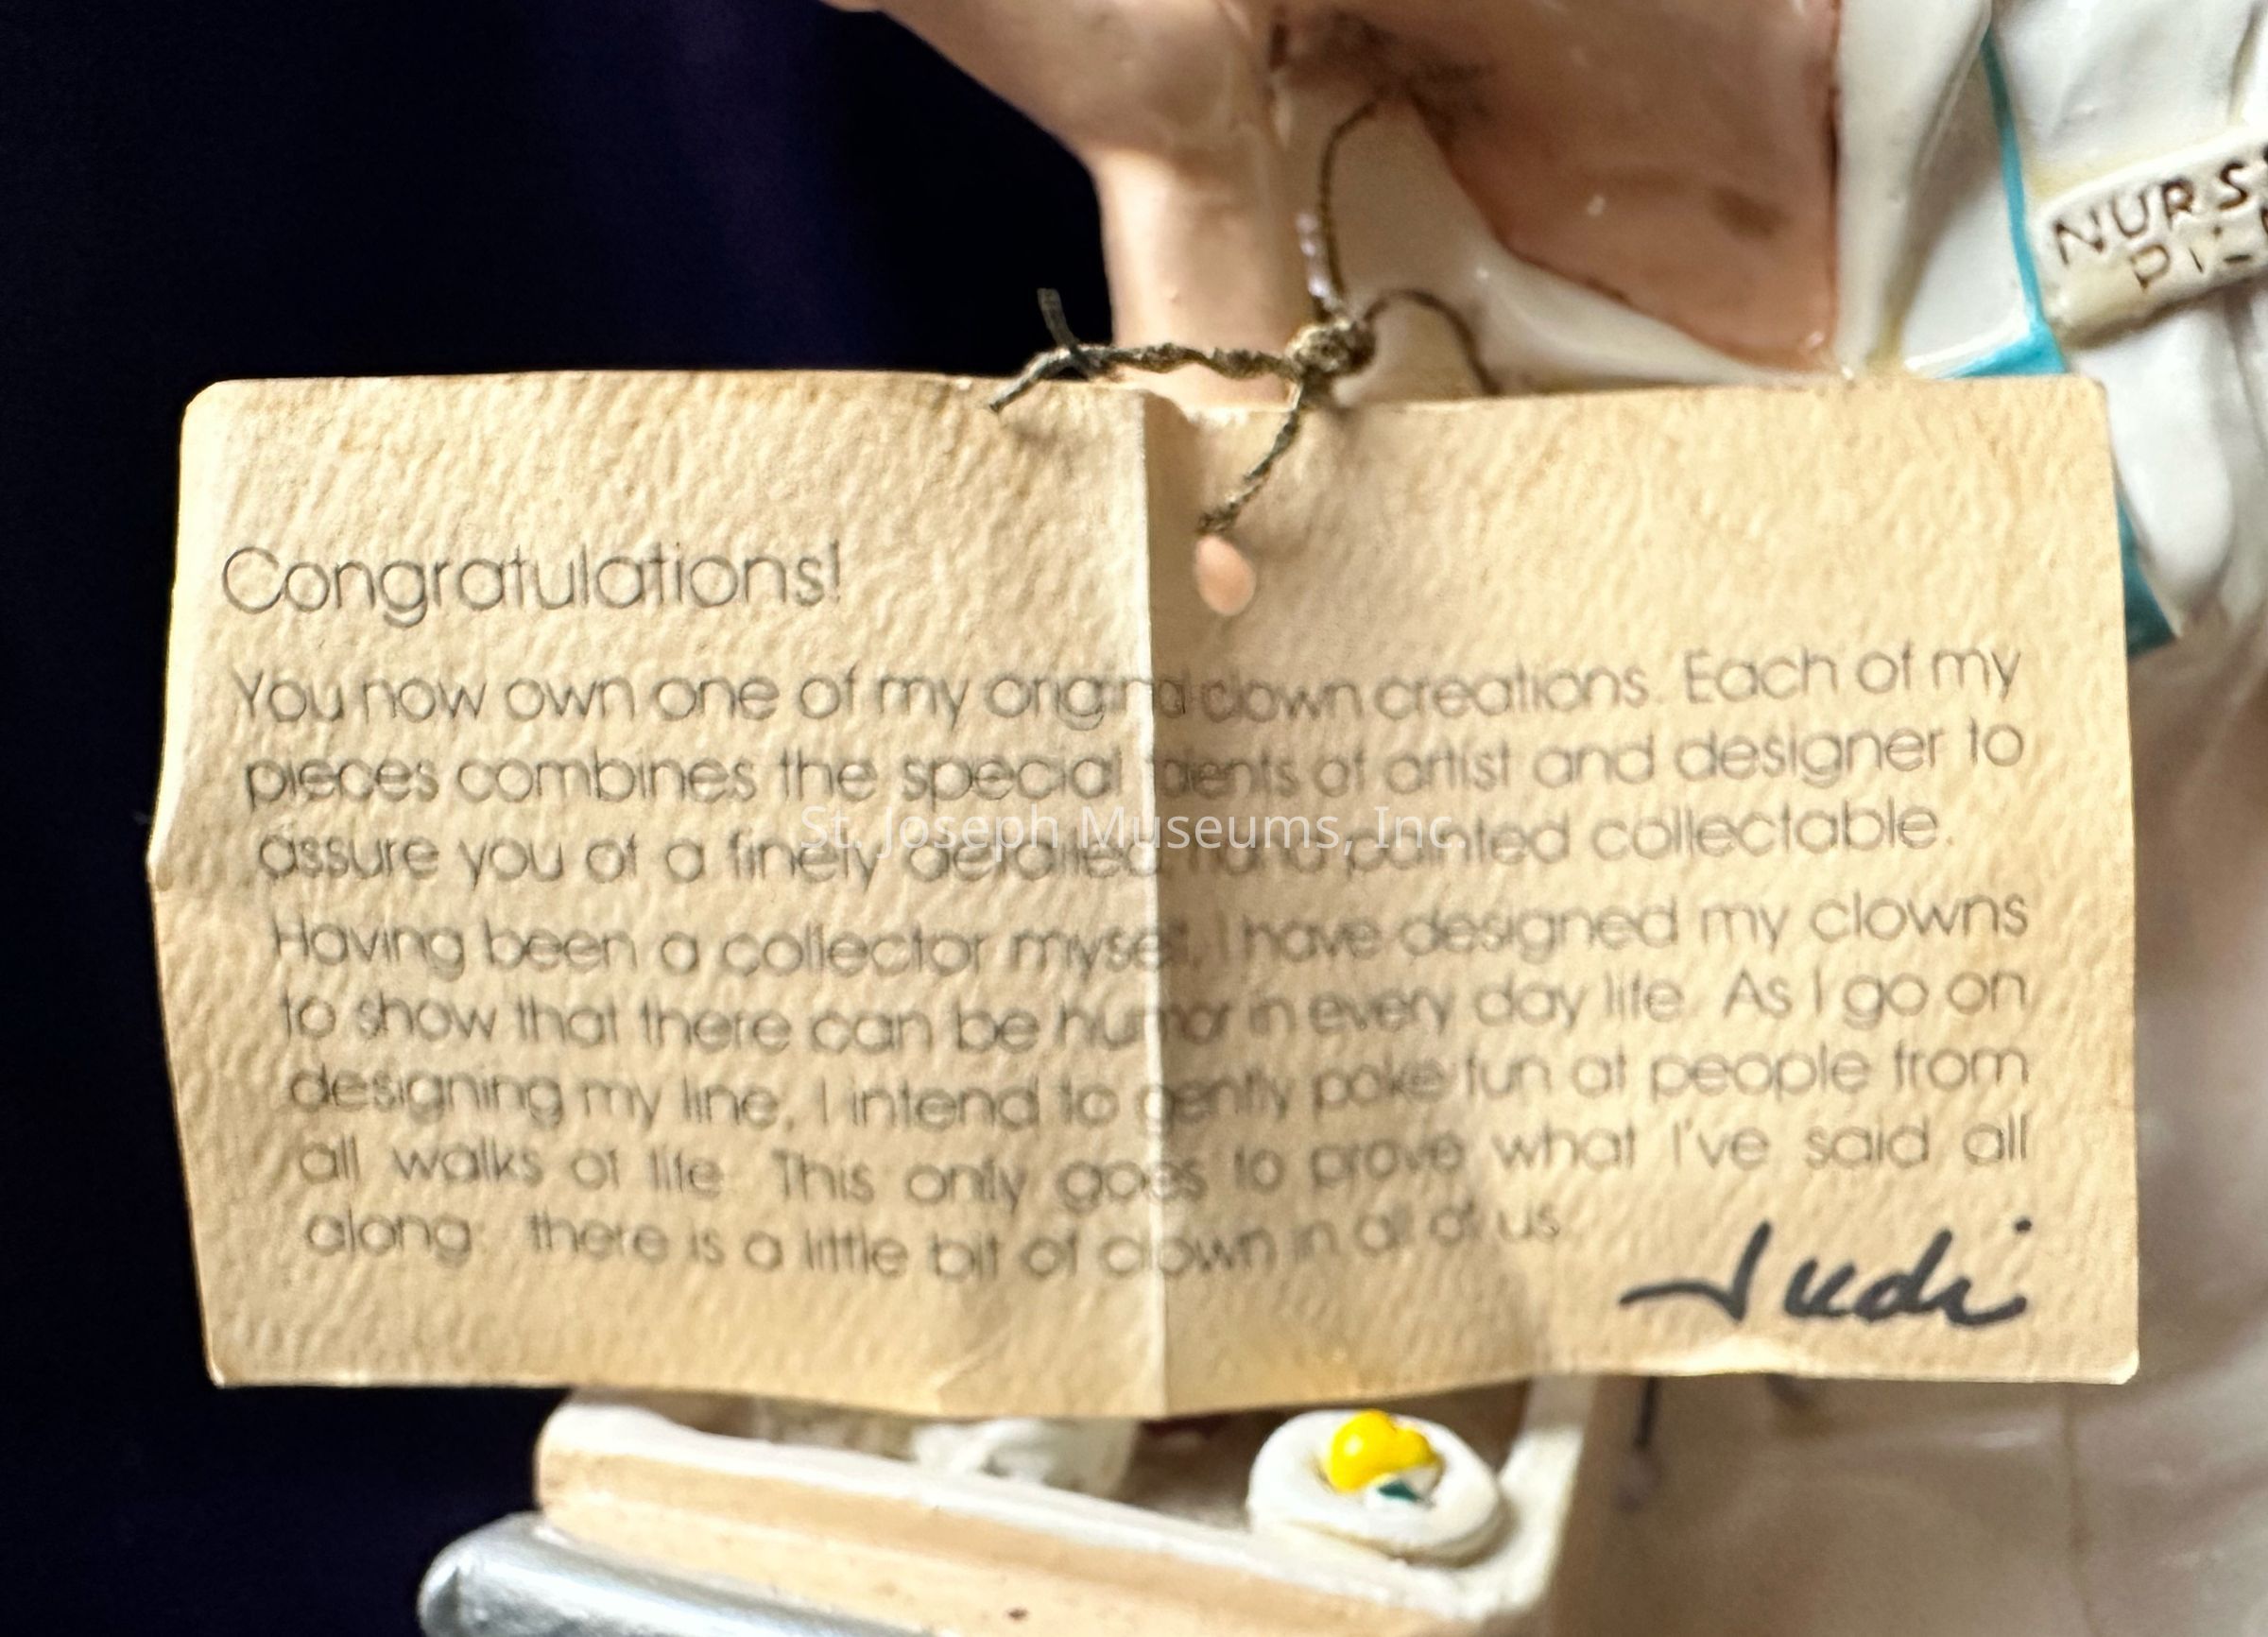 NURS
Congratulations!
You now own one of my original clown creations. Each of my
pieces combines the special talents of artist and designer to
assure you of a finely detailed hand painted collectable.
Having been a collector myself, I have designed my clowns
to show that there can be humor in every day life. As I go on
designing my line, I intend to gently poke fun at people from
all walks of life. This only goes to prove what I've said all
along: there is a little bit of clown in all of us.
Judi
St. Joseph Museums, Inc.